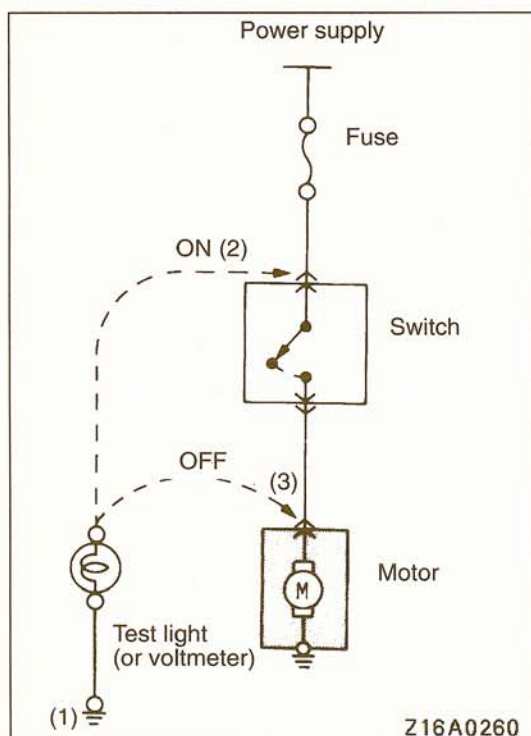 Power supply
Fuse
ON (2)
Switch
OFF
(3)
Motor
M
Test light
(or voltmeter)
(1)
Z16A0260